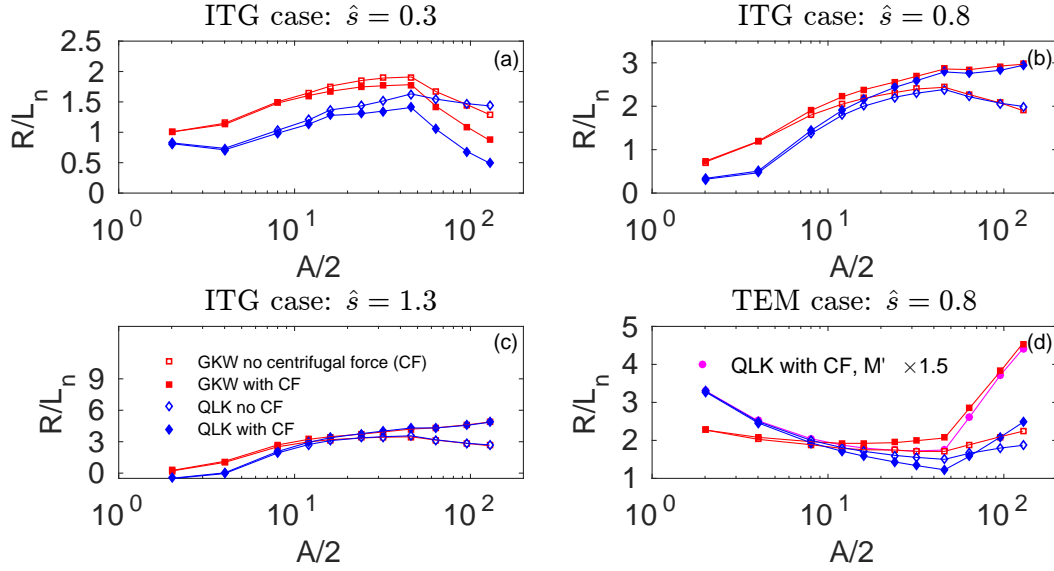 ITG case: ŝ = 0.3
ITG case: ŝ = 0.8
2.5
2
1.5
1
0.5
0
R/L_n
(a)
10^0
10^1
10^2
A/2
3
2
1
0
R/L_n
(b)
10^0
10^1
10^2
A/2
ITG case: ŝ = 1.3
TEM case: ŝ = 0.8
9
6
3
0
R/L_n
(c)
GKW no centrifugal force (CF)
GKW with CF
QLK no CF
QLK with CF
10^0
10^1
10^2
A/2
5
4
3
2
1
R/L_n
(d)
QLK with CF, M' ×1.5
10^0
10^1
10^2
A/2